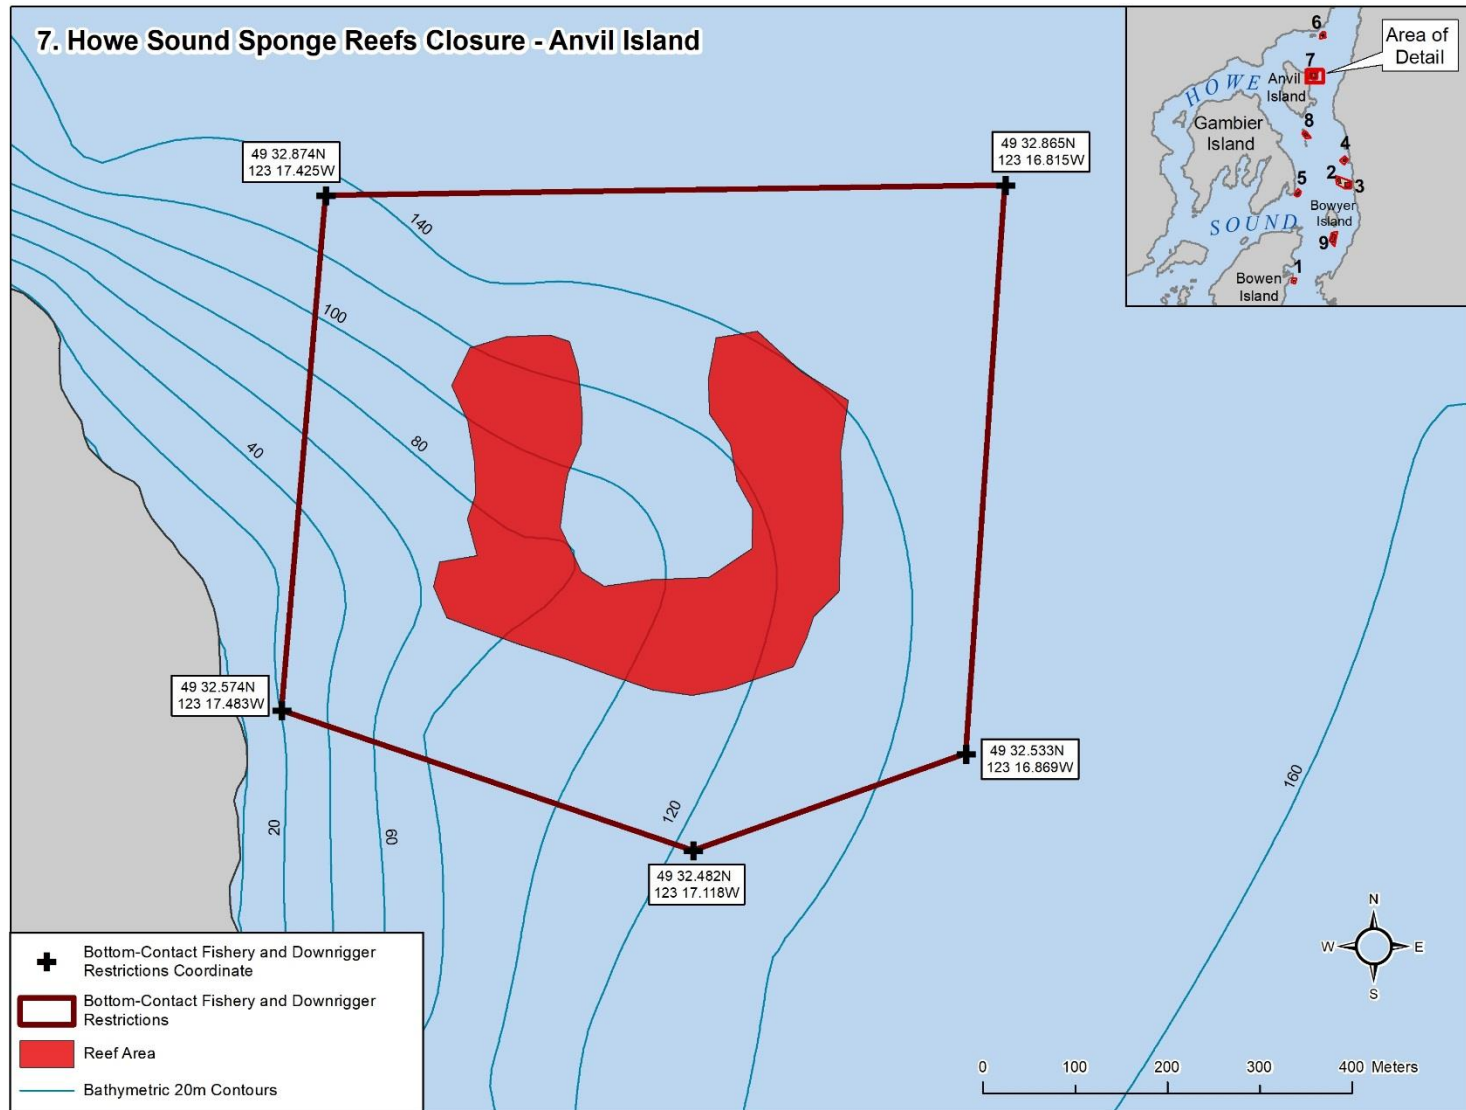 7. Howe Sound Sponge Reefs Closure - Anvil Island
6
Area of
Detail
7
Anvil
Island
HOWE
8
Gambier
Island
4
2
3
5
Bowyer
Island
SOUND
9
1
Bowen
Island
49 32.874N
123 17.425W
49 32.865N
123 16.815W
140
100
80
40
49 32.574N
123 17.483W
49 32.533N
123 16.869W
160
20
60
120
49 32.482N
123 17.118W
N
W
E
S
Bottom-Contact Fishery and Downrigger
Restrictions Coordinate
Bottom-Contact Fishery and Downrigger
Restrictions
Reef Area
Bathymetric 20m Contours
0 100 200 300 400 Meters